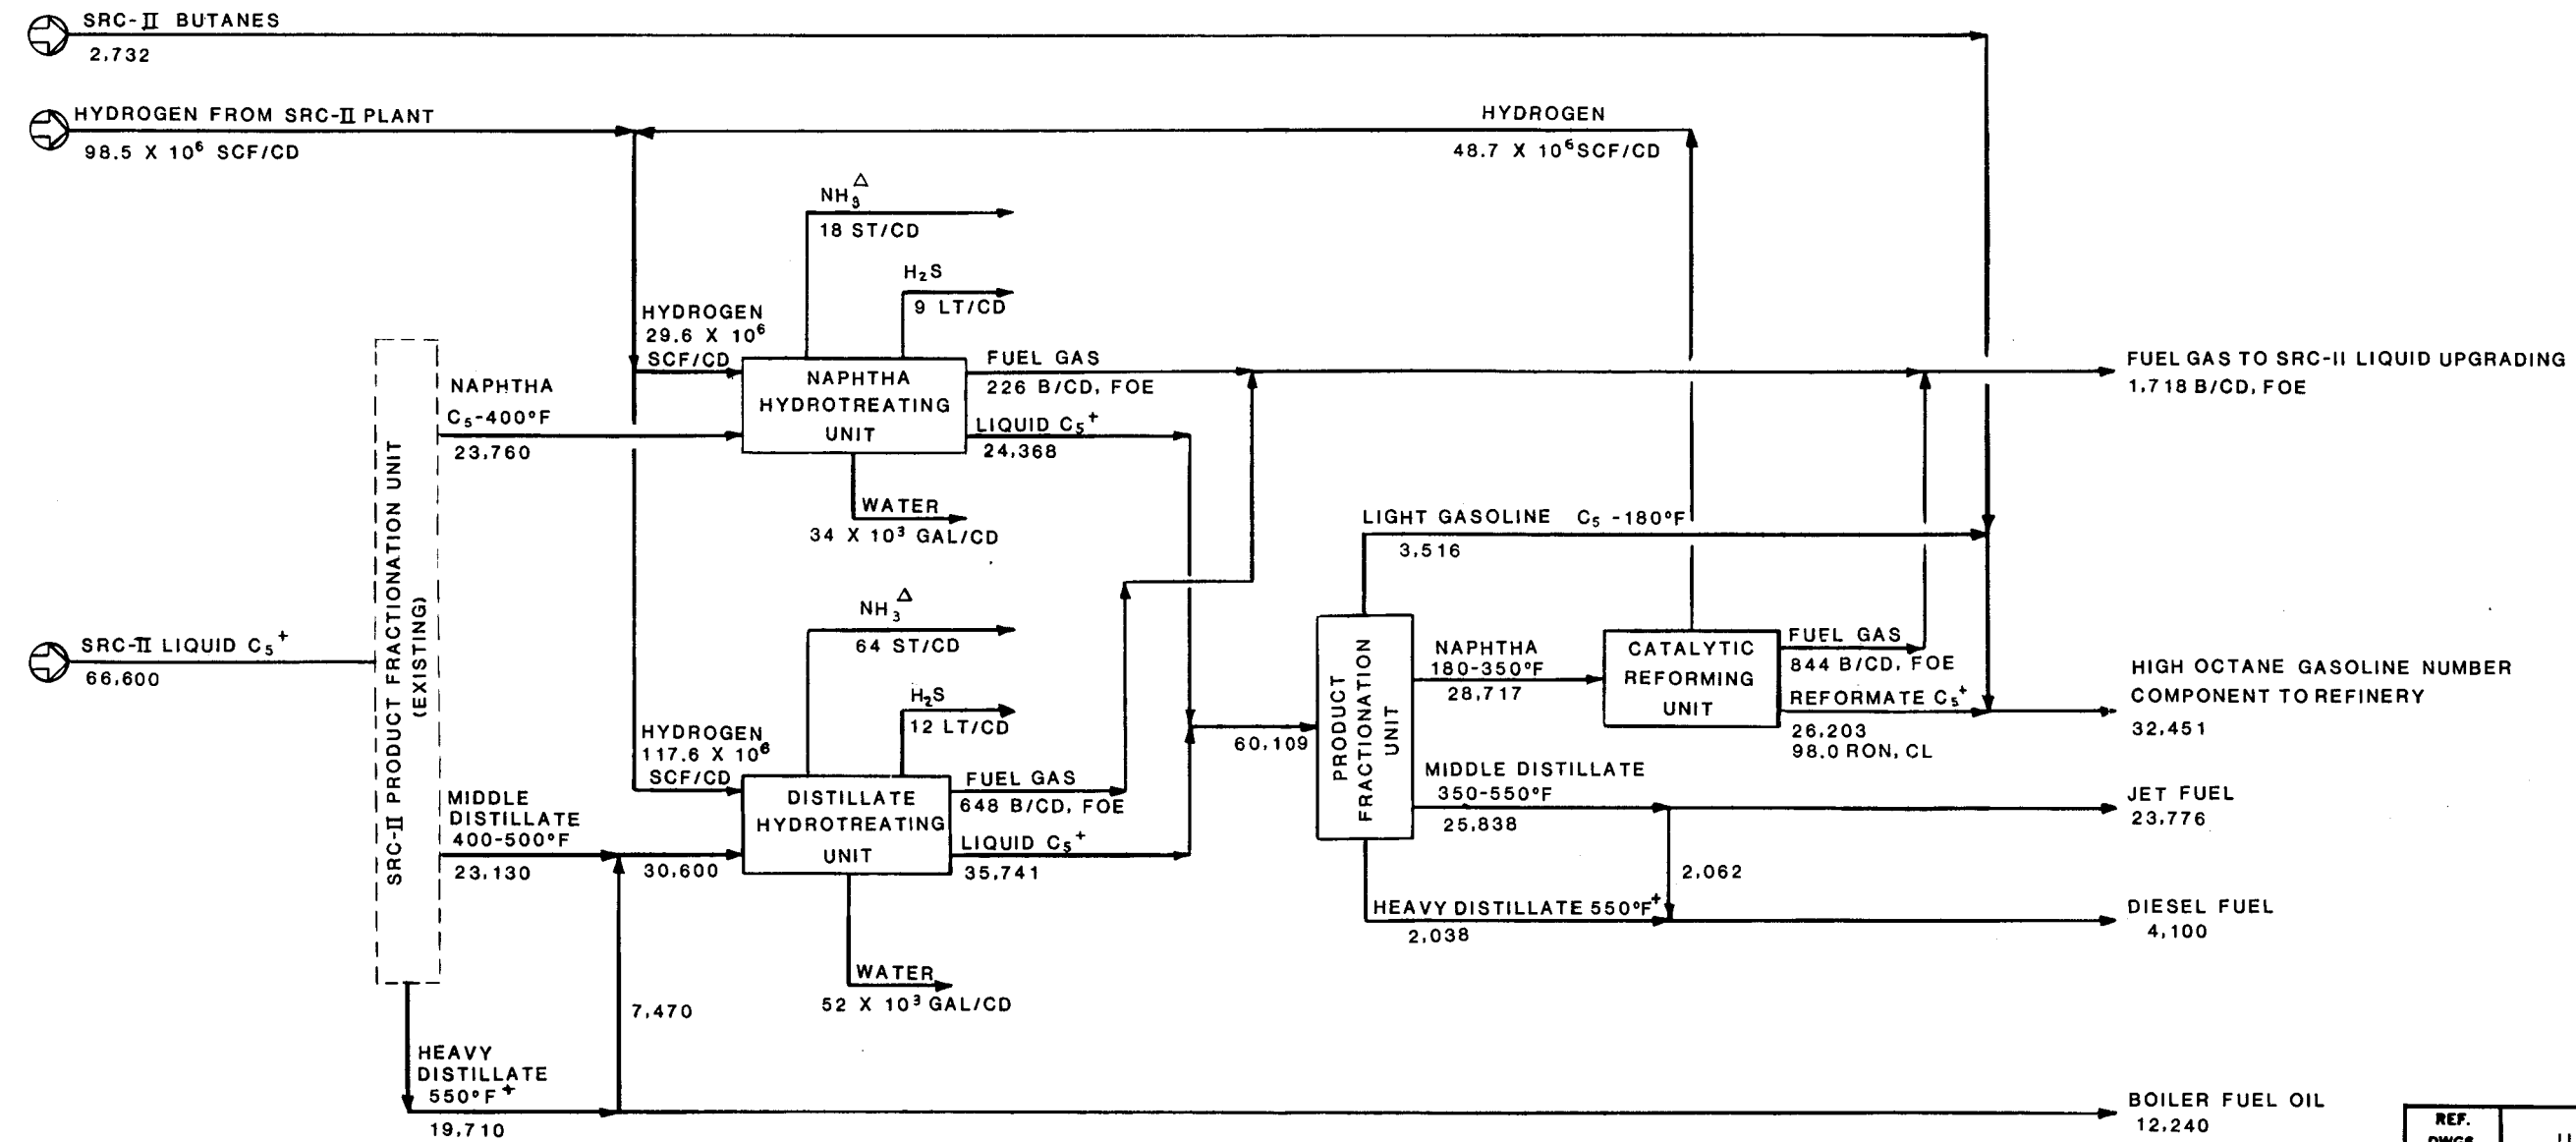 SRC-II BUTANES
2,732
HYDROGEN FROM SRC-II PLANT
98.5 X 10⁶ SCF/CD
HYDROGEN
48.7 X 10⁶ SCF/CD
NH₃ Δ
18 ST/CD
H₂S
9 LT/CD
HYDROGEN
29.6 X 10⁶
SCF/CD
NAPHTHA
C₅-400°F
23,760
NAPHTHA
HYDROTREATING
UNIT
FUEL GAS
226 B/CD, FOE
LIQUID C₅⁺
24,368
WATER
34 X 10³ GAL/CD
FUEL GAS TO SRC-II LIQUID UPGRADING
1,718 B/CD, FOE
SRC-II PRODUCT FRACTIONATION UNIT
(EXISTING)
SRC-II LIQUID C₅⁺
66,600
NH₃ Δ
64 ST/CD
H₂S
12 LT/CD
HYDROGEN
117.6 X 10⁶
SCF/CD
MIDDLE
DISTILLATE
400-500°F
23,130
30,600
DISTILLATE
HYDROTREATING
UNIT
FUEL GAS
648 B/CD, FOE
LIQUID C₅⁺
35,741
WATER
52 X 10³ GAL/CD
7,470
HEAVY
DISTILLATE
550°F⁺
19,710
60,109
PRODUCT
FRACTIONATION
UNIT
LIGHT GASOLINE C₅ -180°F
3,516
NAPHTHA
180-350°F
28,717
CATALYTIC
REFORMING
UNIT
FUEL GAS
844 B/CD, FOE
REFORMATE C₅⁺
26,203
98.0 RON, CL
MIDDLE DISTILLATE
350-550°F
25,838
2,062
HEAVY DISTILLATE 550°F⁺
2,038
HIGH OCTANE GASOLINE NUMBER
COMPONENT TO REFINERY
32,451
JET FUEL
23,776
DIESEL FUEL
4,100
BOILER FUEL OIL
12,240
REF.
DWGS